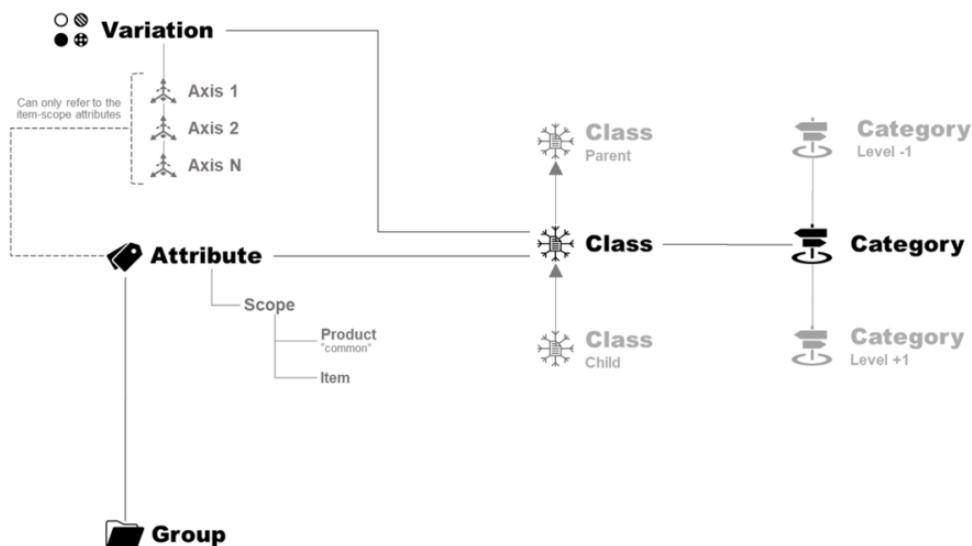 Variation
Can only refer to the
item-scope attributes
Axis 1
Axis 2
Axis N
Class
Parent
Category
Level -1
Attribute
Class
Category
Scope
Product
"common"
Item
Class
Child
Category
Level +1
Group